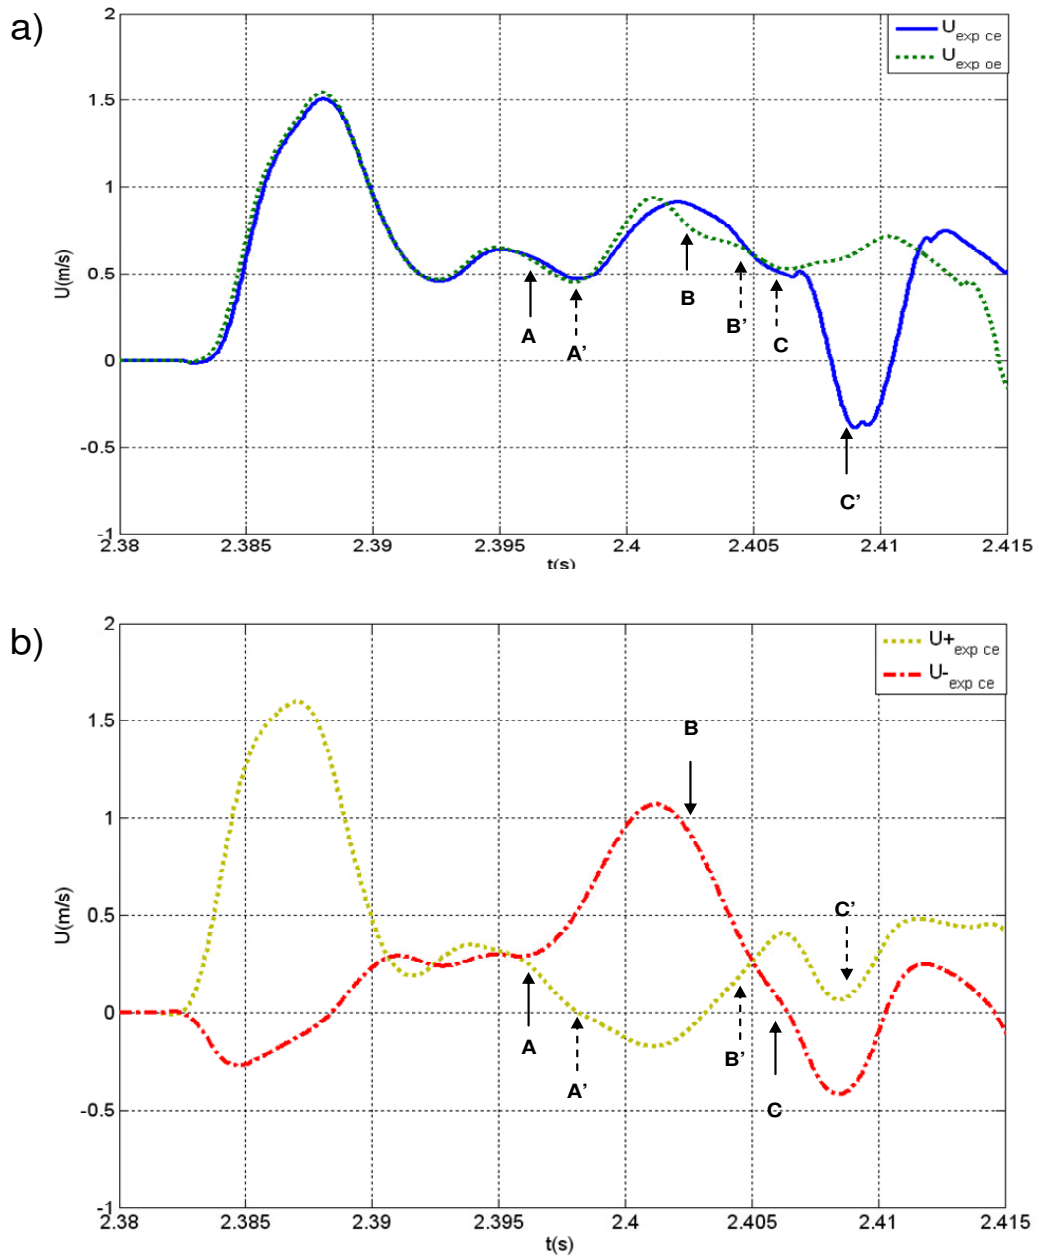 a)
2
1.5
1
0.5
0
-0.5
-1
U(m/s)
U exp ce
U exp oe
A
A’
B
B’
C
C’
2.38 2.385 2.39 2.395 2.4 2.405 2.41 2.415
t(s)
b)
2
1.5
1
0.5
0
-0.5
-1
U(m/s)
U+ exp ce
U- exp ce
B
C’
A
A’
B’
C
2.38 2.385 2.39 2.395 2.4 2.405 2.41 2.415
t(s)